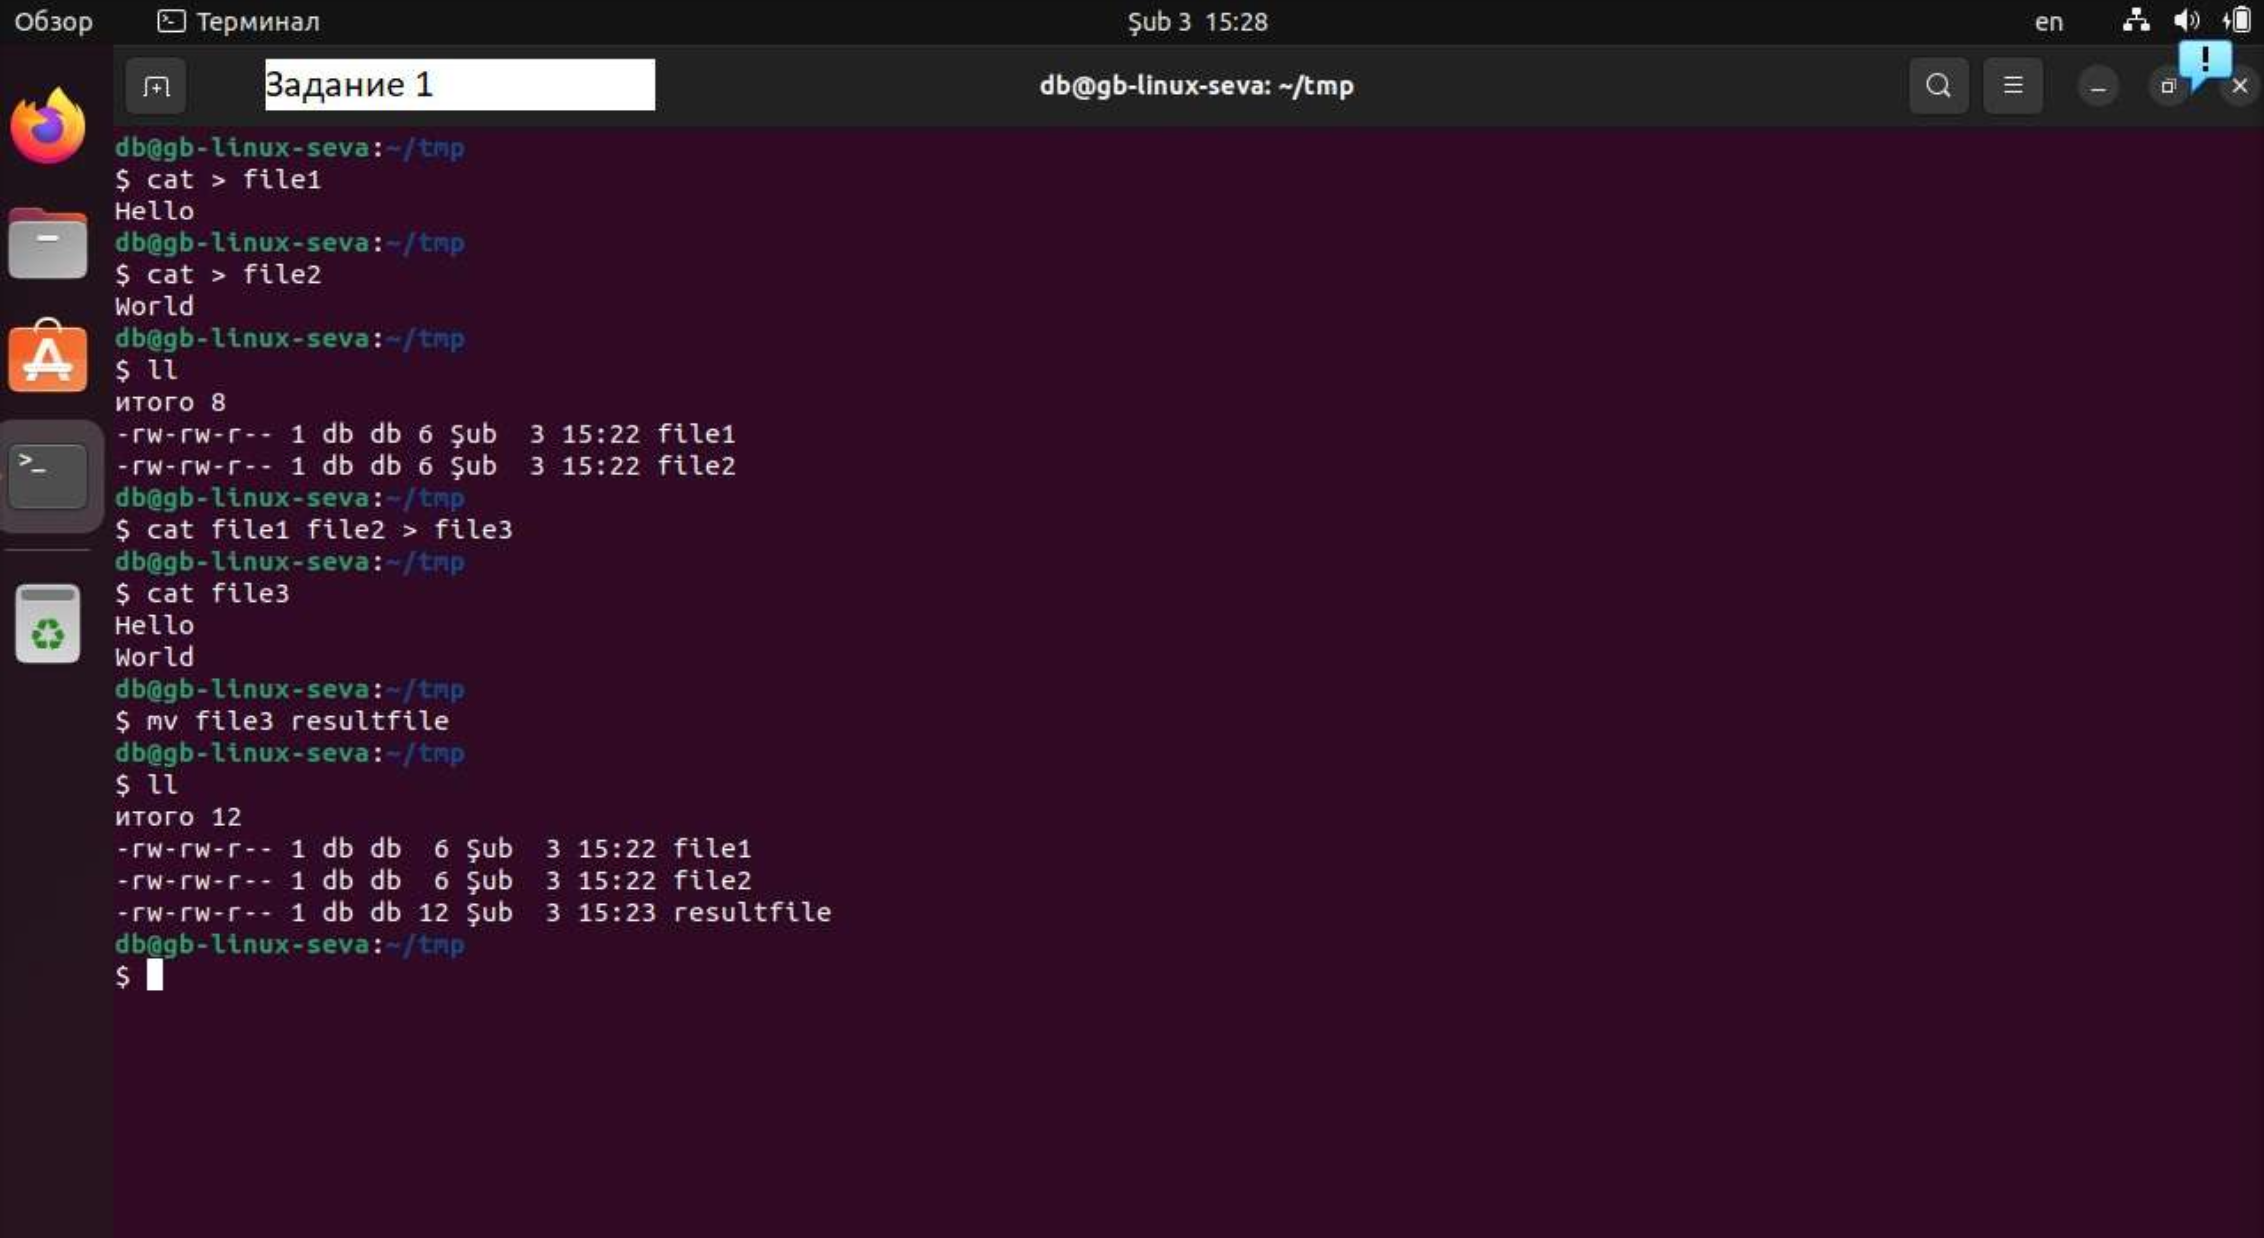 Обзор Терминал Şub 3 15:28 en
Задание 1 db@gb-linux-seva: ~/tmp
db@gb-linux-seva:~/tmp
$ cat > file1
Hello
db@gb-linux-seva:~/tmp
$ cat > file2
World
db@gb-linux-seva:~/tmp
$ ll
итого 8
-rw-rw-r-- 1 db db 6 Şub  3 15:22 file1
-rw-rw-r-- 1 db db 6 Şub  3 15:22 file2
db@gb-linux-seva:~/tmp
$ cat file1 file2 > file3
db@gb-linux-seva:~/tmp
$ cat file3
Hello
World
db@gb-linux-seva:~/tmp
$ mv file3 resultfile
db@gb-linux-seva:~/tmp
$ ll
итого 12
-rw-rw-r-- 1 db db  6 Şub  3 15:22 file1
-rw-rw-r-- 1 db db  6 Şub  3 15:22 file2
-rw-rw-r-- 1 db db 12 Şub  3 15:23 resultfile
db@gb-linux-seva:~/tmp
$